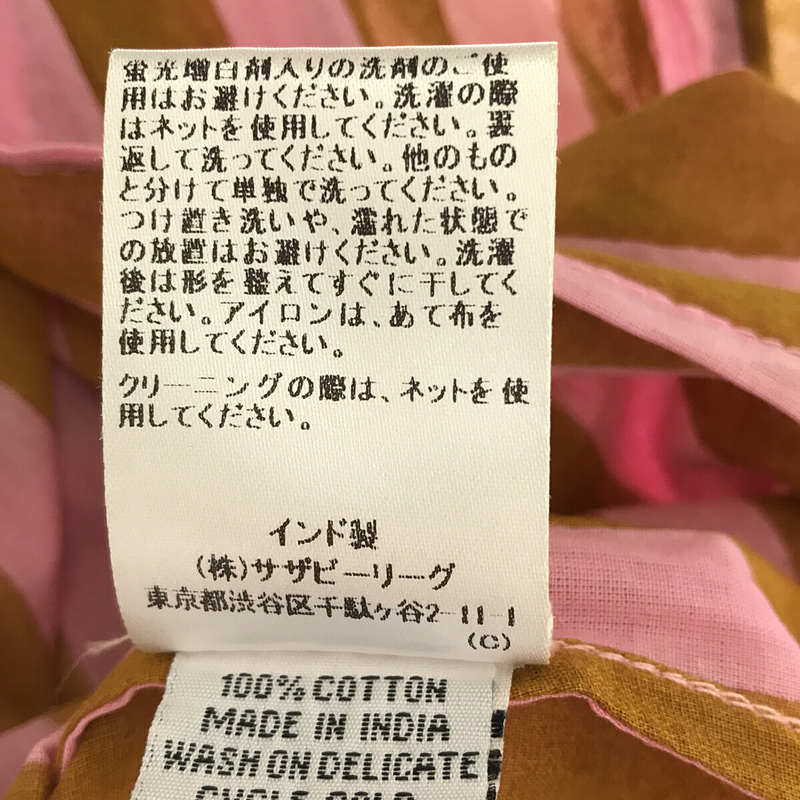 蛍光増白剤入りの洗剤のご使
用はお避けください。洗濯の際
はネットを使用してください。裏
返して洗ってください。他のもの
と分けて単独で洗ってください。
つけ置き洗いや、濡れた状態で
の放置はお避けください。洗濯
後は形を整えてすぐに干してく
ださい。アイロンは、あて布を
使用してください。
クリーニングの際は、ネットを使
用してください。
インド製
(株)サザビーリーグ
東京都渋谷区千駄ヶ谷2-11-1
(C)
100% COTTON
MADE IN INDIA
WASH ON DELICATE
CYCLE COLD